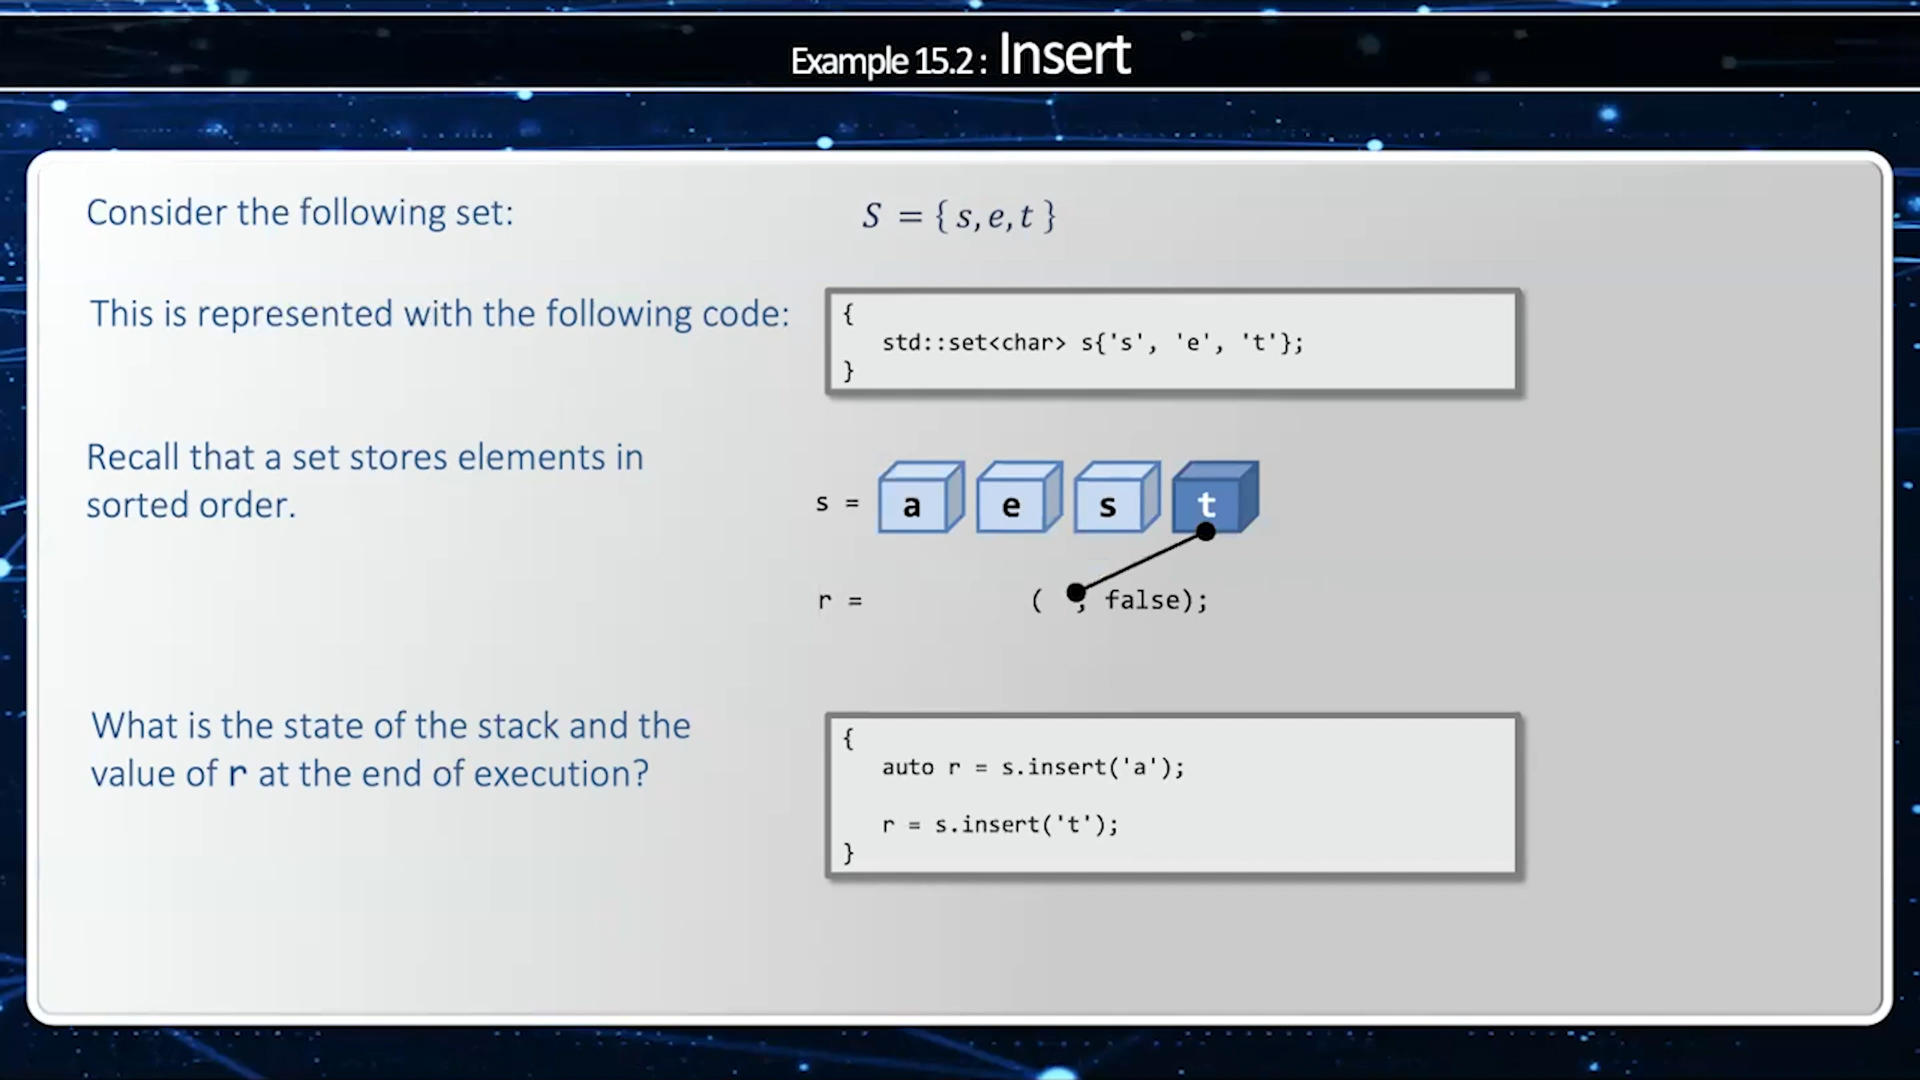 Example 15.2 : Insert
Consider the following set:
S = { s, e, t }
This is represented with the following code:
{
std::set<char> s{'s', 'e', 't'};
}
Recall that a set stores elements in
sorted order.
s = a e s t
r = ( , false);
What is the state of the stack and the
value of r at the end of execution?
{
auto r = s.insert('a');
r = s.insert('t');
}